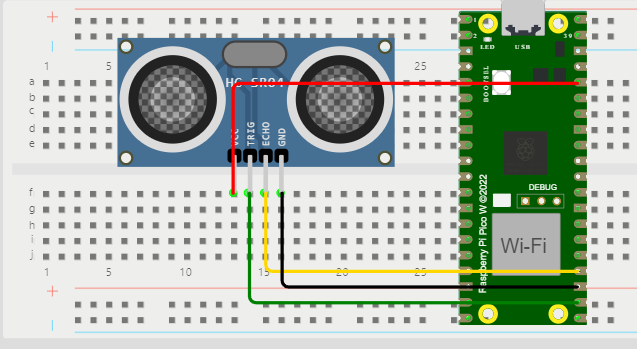 +
1 5 10 15 20 25
a
b
c
d
e
HC-SR04
VCC
TRIG
ECHO
GND
f
g
h
i
j
1 5 10 15 20 25
+
1
2
39
LED
USB
BOOTSEL
DEBUG
Raspberry Pi Pico W ©2022
Wi-Fi